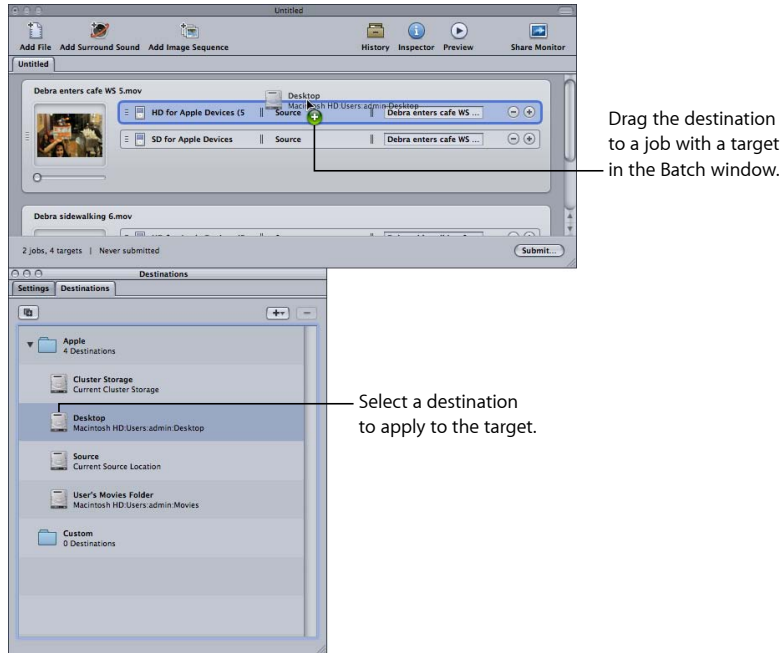 Untitled
Add File Add Surround Sound Add Image Sequence History Inspector Preview Share Monitor
Untitled
Debra enters cafe WS 5.mov
Desktop
Macintosh HD:Users:admin:Desktop
HD for Apple Devices (5 Source Debra enters cafe WS ...
SD for Apple Devices Source Debra enters cafe WS ...
Drag the destination
to a job with a target
in the Batch window.
Debra sidewalking 6.mov
2 jobs, 4 targets | Never submitted Submit...
Destinations
Settings Destinations
Apple
4 Destinations
Cluster Storage
Current Cluster Storage
Desktop
Macintosh HD:Users:admin:Desktop
Select a destination
to apply to the target.
Source
Current Source Location
User's Movies Folder
Macintosh HD:Users:admin:Movies
Custom
0 Destinations